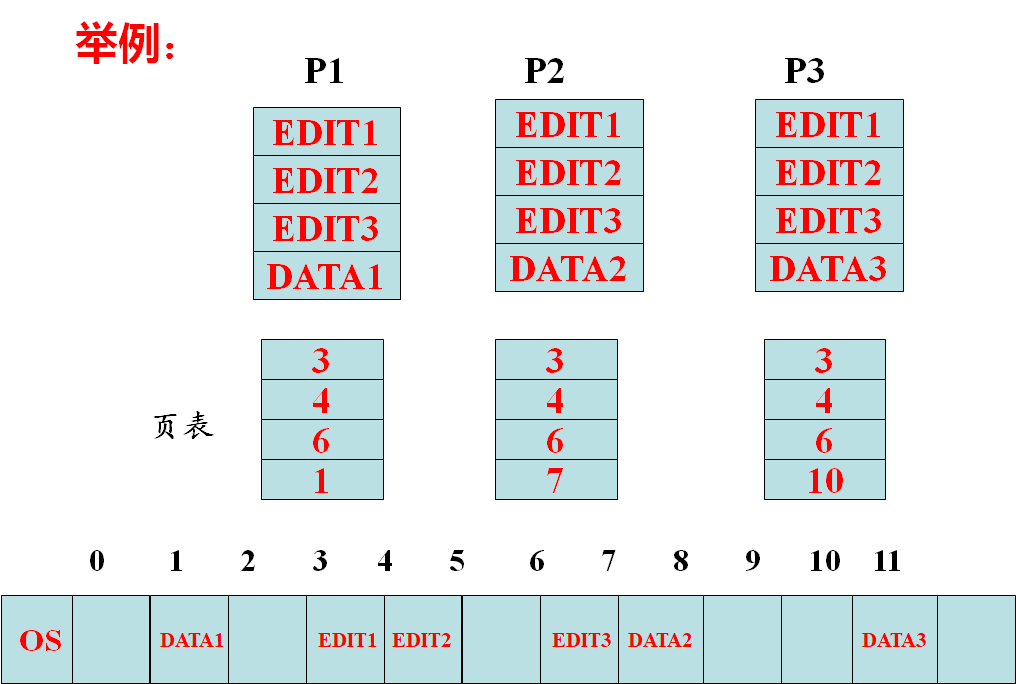 举例：
P1 P2 P3
EDIT1 EDIT1 EDIT1
EDIT2 EDIT2 EDIT2
EDIT3 EDIT3 EDIT3
DATA1 DATA2 DATA3
3 3 3
4 4 4
页表 6 6 6
1 7 10
0 1 2 3 4 5 6 7 8 9 10 11
OS DATA1 EDIT1 EDIT2 EDIT3 DATA2 DATA3